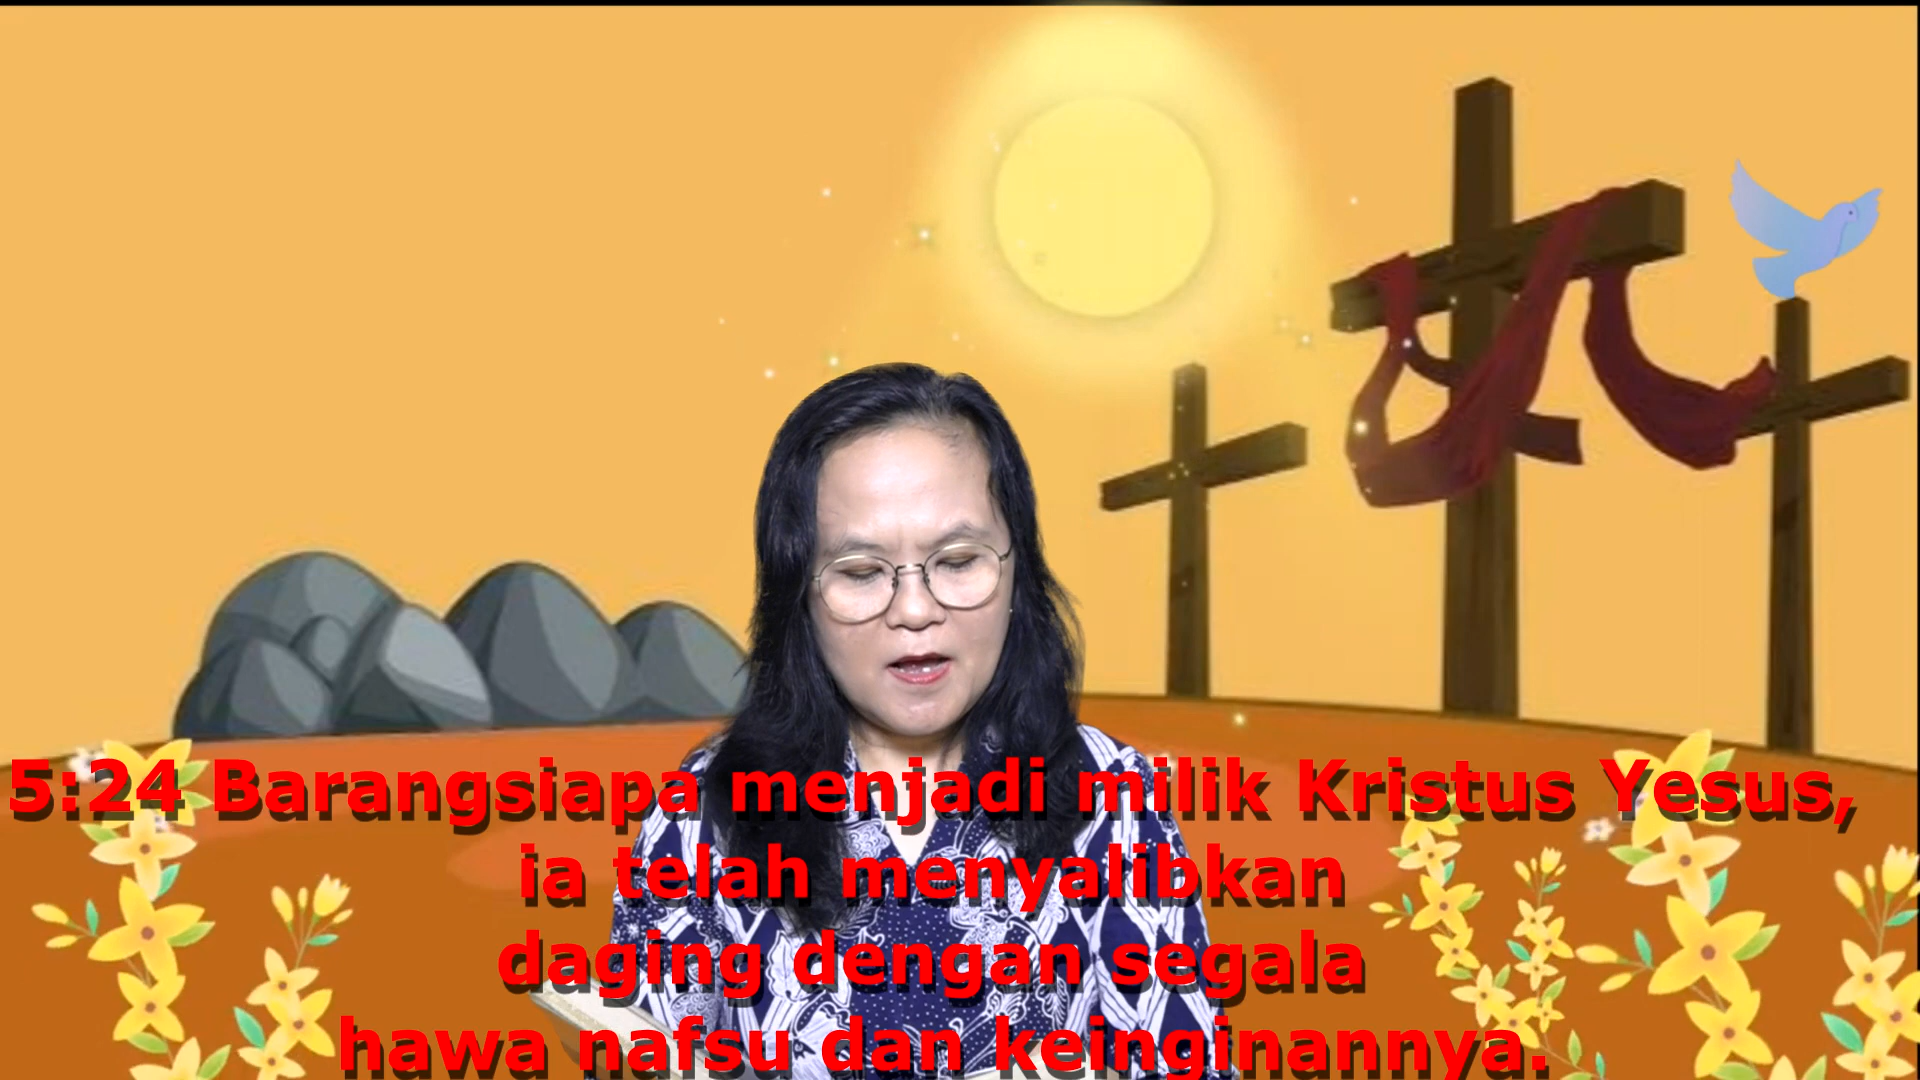 5:24 Barangsiapa menjadi milik Kristus Yesus,
ia telah menyalibkan
daging dengan segala
hawa nafsu dan keinginannya.